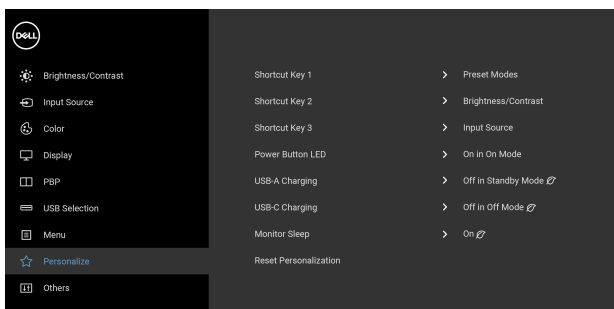 DELL
Brightness/Contrast
Input Source
Color
Display
PBP
USB Selection
Menu
Personalize
Others
Shortcut Key 1 Preset Modes
Shortcut Key 2 Brightness/Contrast
Shortcut Key 3 Input Source
Power Button LED On in On Mode
USB-A Charging Off in Standby Mode
USB-C Charging Off in Off Mode
Monitor Sleep On
Reset Personalization